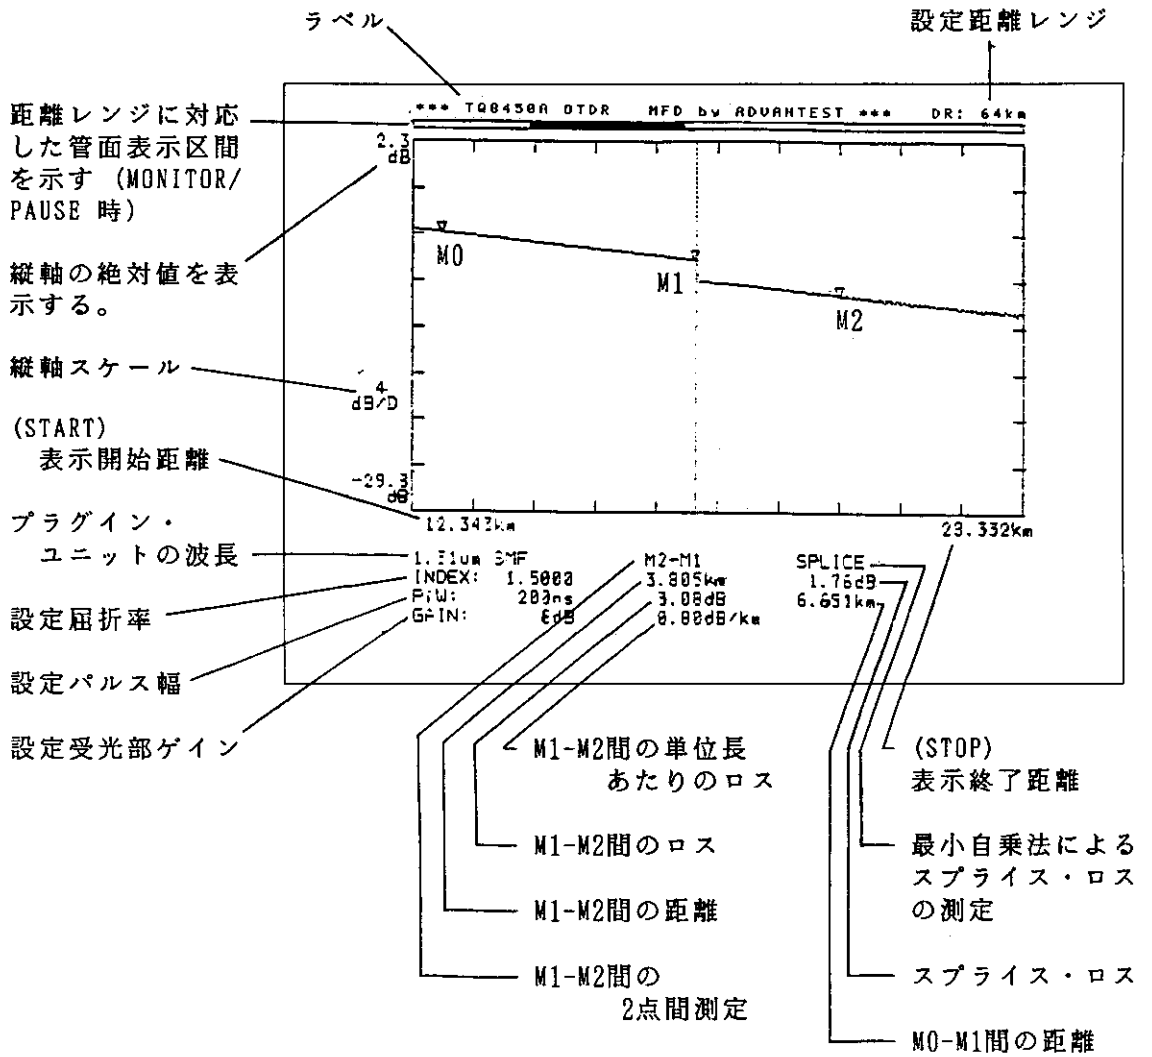 ラベル
設定距離レンジ
*** TQ8450A OTDR MFD by ADVANTEST *** DR: 64km
距離レンジに対応
した管面表示区間
を示す (MONITOR/
PAUSE 時)
縦軸の絶対値を表
示する。
縦軸スケール
(START)
表示開始距離
プラグイン・
ユニットの波長
設定屈折率
設定パルス幅
設定受光部ゲイン
2.3
dB
M0
M1
M2
4
dB/D
-29.3
dB
12.343km
23.332km
1.31um SMF
INDEX: 1.5000
P/W: 200ns
GAIN: 6dB
M2-M1
3.805km
3.08dB
0.80dB/km
SPLICE
1.76dB
6.651km
M1-M2間の単位長
あたりのロス
M1-M2間のロス
M1-M2間の距離
M1-M2間の
2点間測定
(STOP)
表示終了距離
最小自乗法による
スプライス・ロス
の測定
スプライス・ロス
M0-M1間の距離